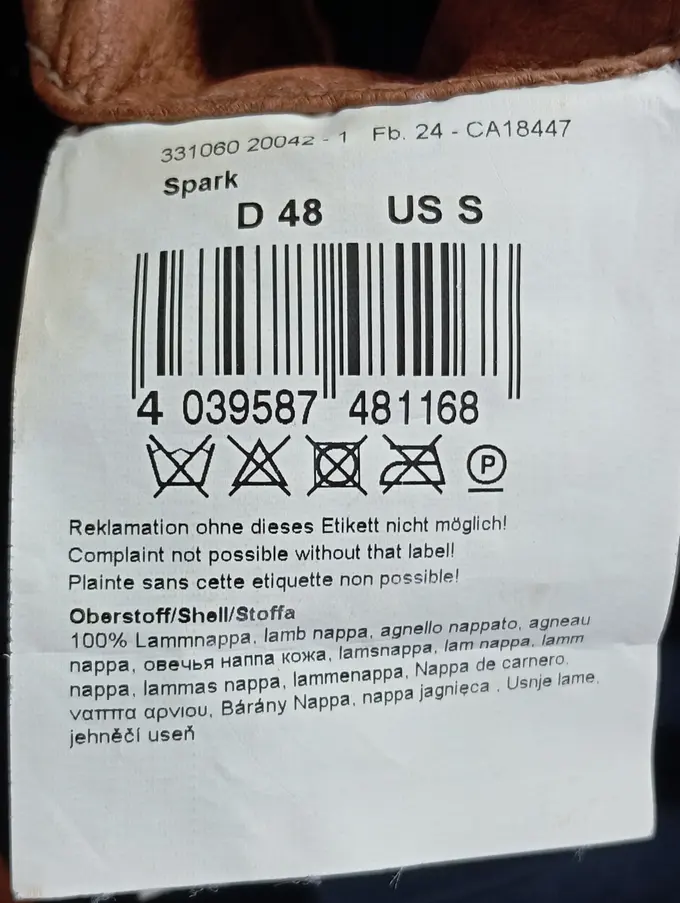 331060 20042 - 1 Fb. 24 - CA18447
Spark
D 48 US S
4 039587 481168
P
Reklamation ohne dieses Etikett nicht möglich!
Complaint not possible without that label!
Plainte sans cette etiquette non possible!
Oberstoff/Shell/Stoffa
100% Lammnappa, lamb nappa, agnello nappato, agneau
nappa, овечья наппа кожа, lamsnappa, lam nappa, lamm
nappa, lammas nappa, lammenappa, Nappa de carnero,
ναππα αρνιου, Bárány Nappa, nappa jagnięca . Usnje lame,
jehněčí useň